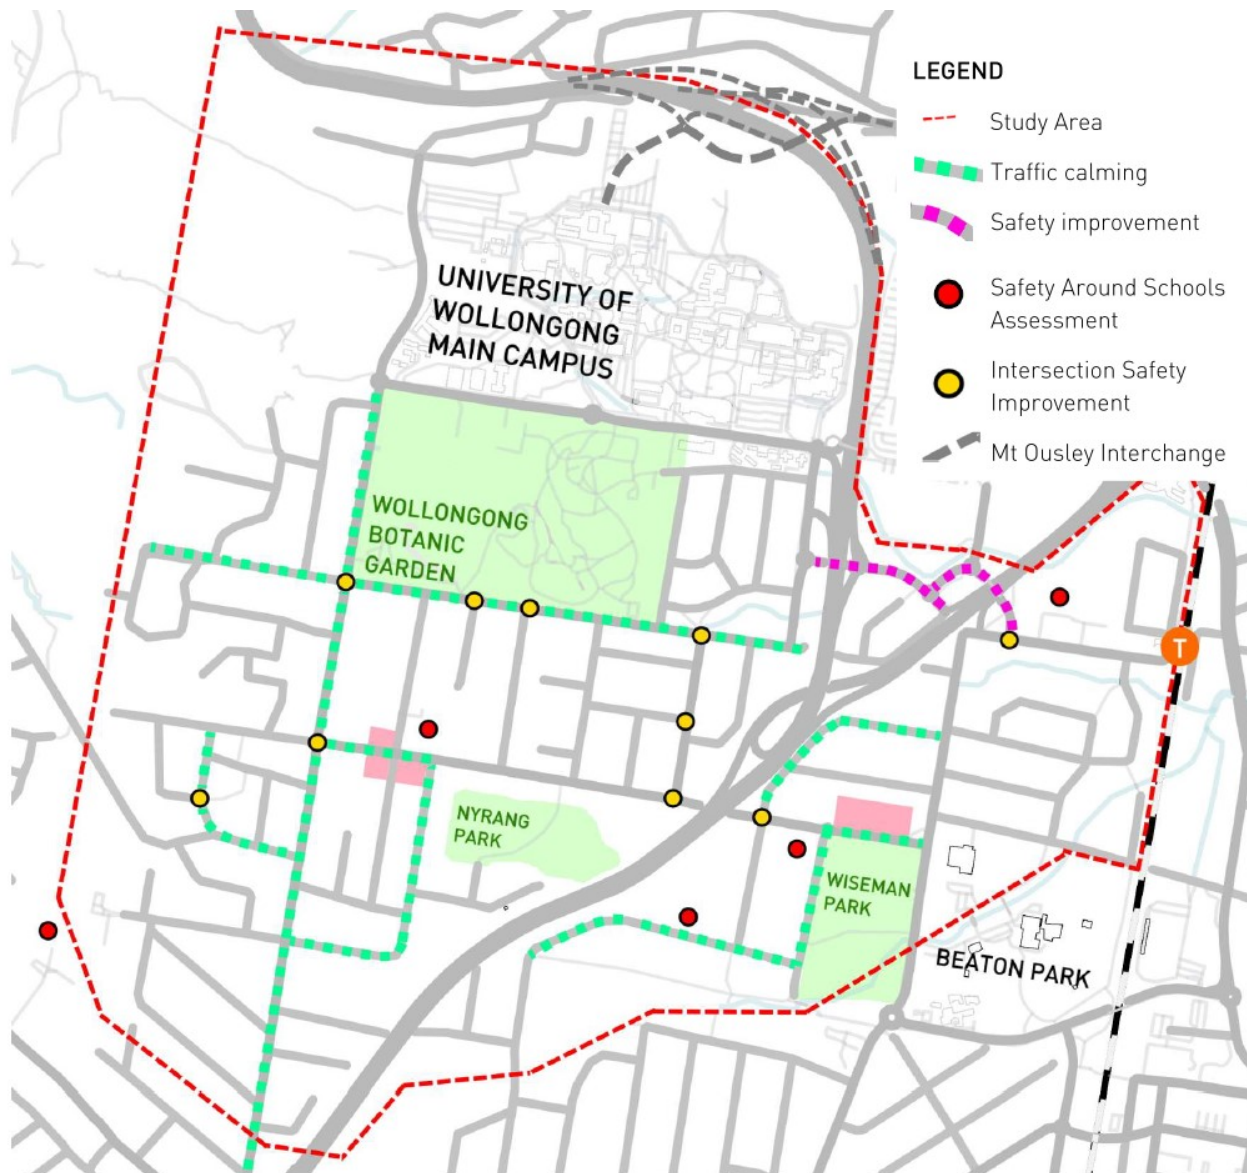 LEGEND
Study Area
Traffic calming
Safety improvement
Safety Around Schools
Assessment
Intersection Safety
Improvement
Mt Ousley Interchange
UNIVERSITY OF
WOLLONGONG
MAIN CAMPUS
WOLLONGONG
BOTANIC
GARDEN
T
NYRANG
PARK
WISEMAN
PARK
BEATON PARK